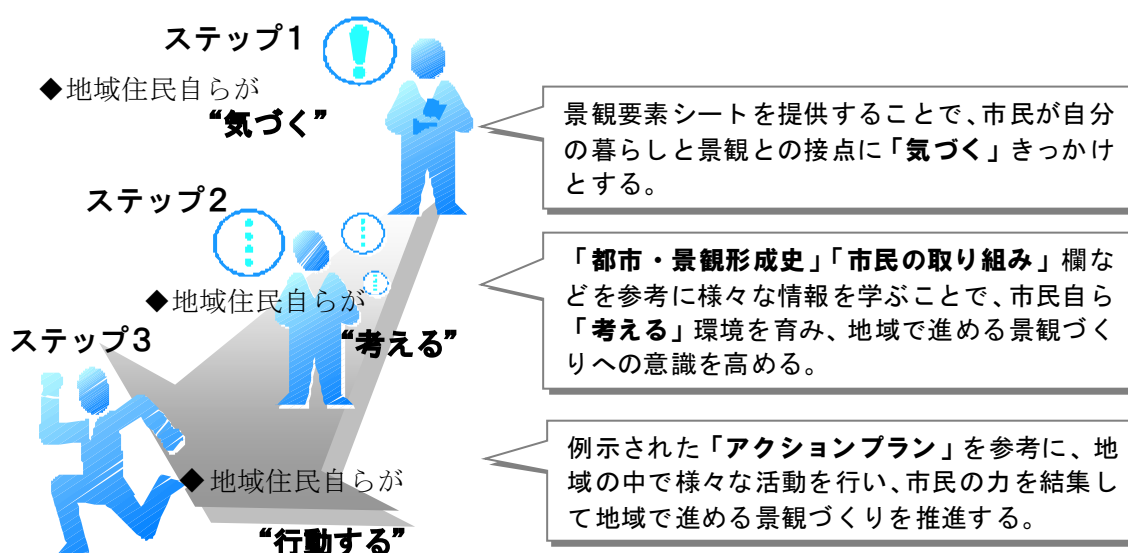 ステップ1
◆地域住民自らが
“気づく”
景観要素シートを提供することで、市民が自分
の暮らしと景観との接点に「気づく」きっかけ
とする。
ステップ2
◆地域住民自らが
“考える”
「都市・景観形成史」「市民の取り組み」欄な
どを参考に様々な情報を学ぶことで、市民自ら
「考える」環境を育み、地域で進める景観づく
りへの意識を高める。
ステップ3
◆地域住民自らが
“行動する”
例示された「アクションプラン」を参考に、地
域の中で様々な活動を行い、市民の力を結集し
て地域で進める景観づくりを推進する。